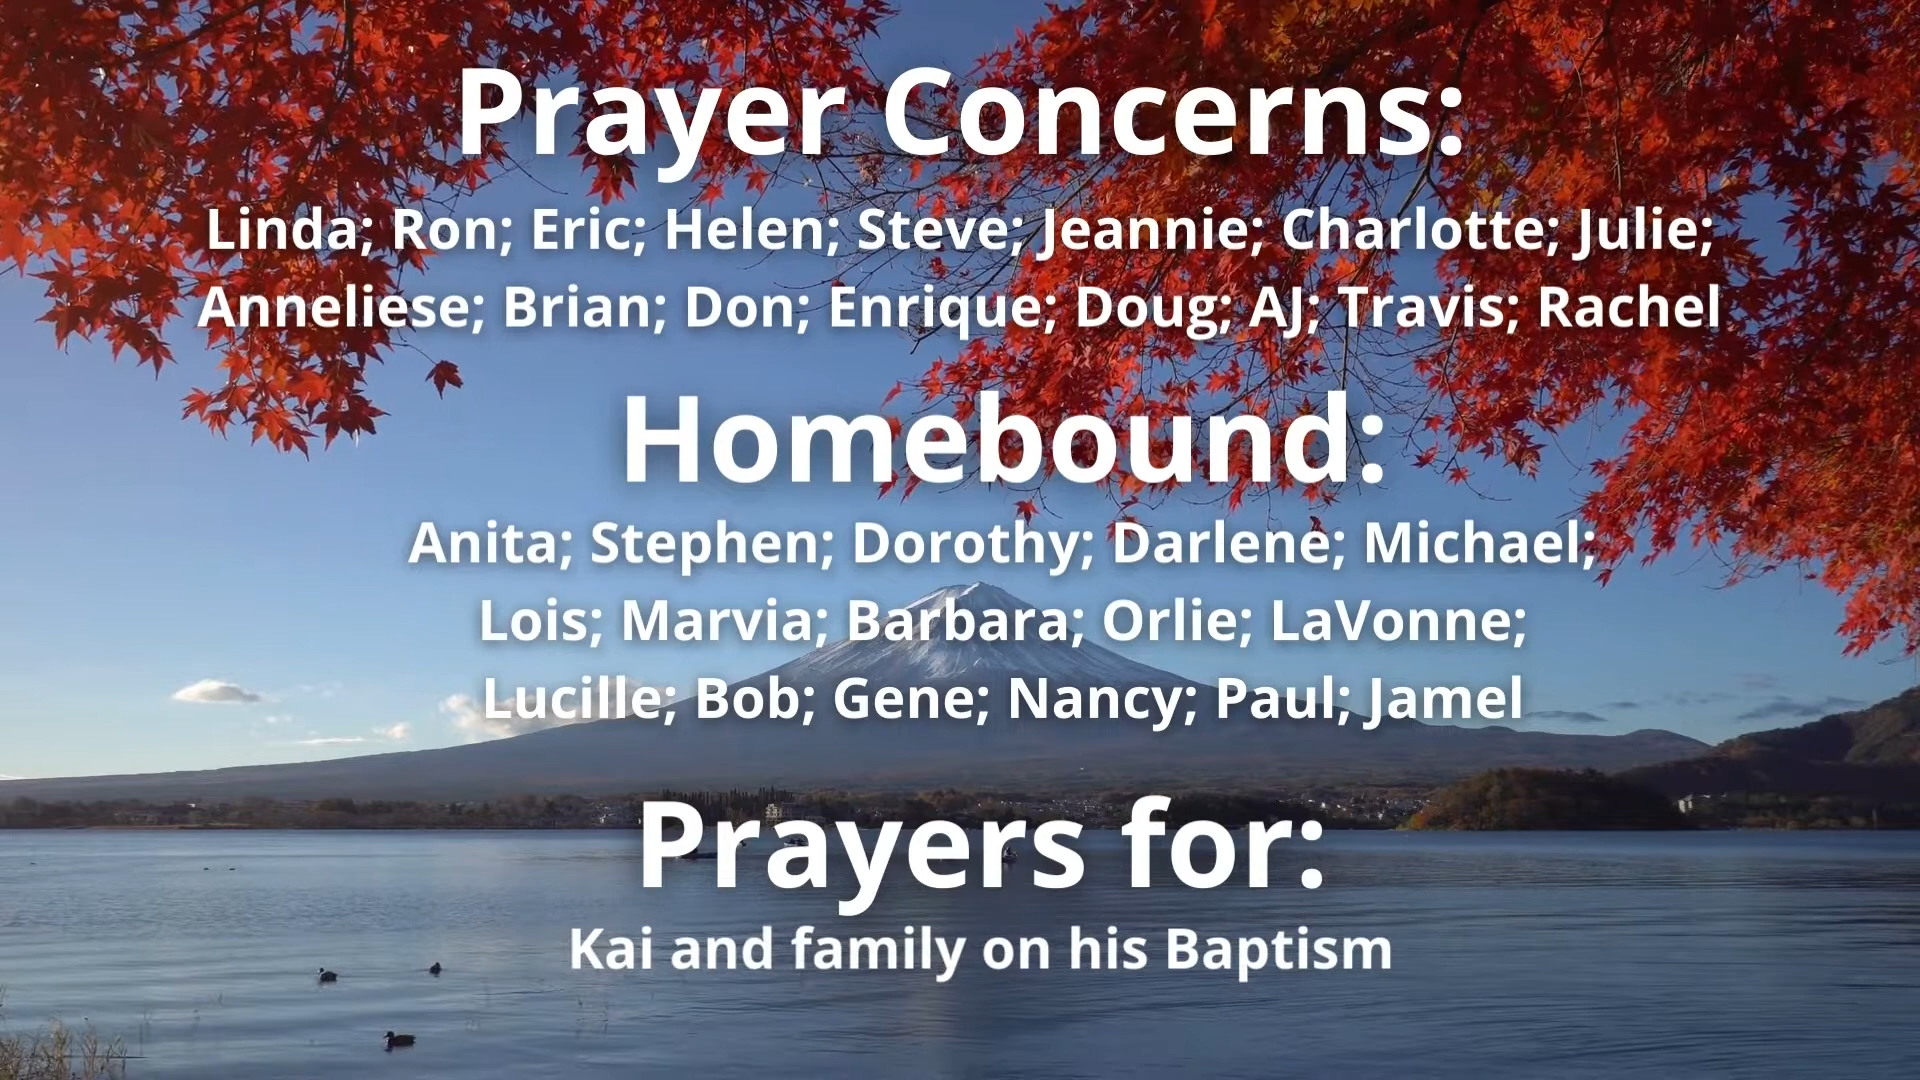 Prayer Concerns:
Linda; Ron; Eric; Helen; Steve; Jeannie; Charlotte; Julie;
Anneliese; Brian; Don; Enrique; Doug; AJ; Travis; Rachel
Homebound:
Anita; Stephen; Dorothy; Darlene; Michael;
Lois; Marvia; Barbara; Orlie; LaVonne;
Lucille; Bob; Gene; Nancy; Paul; Jamel
Prayers for:
Kai and family on his Baptism